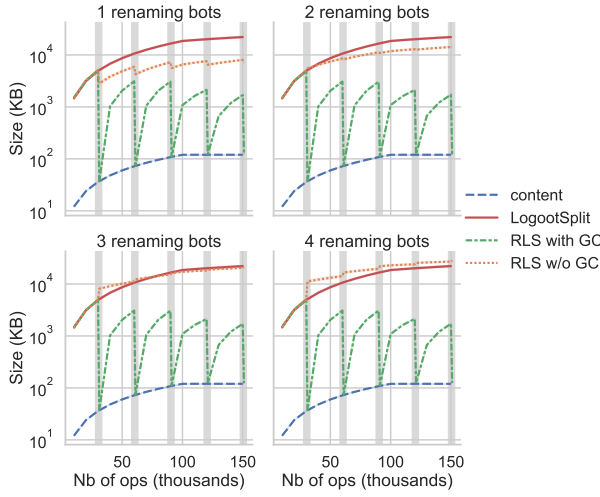 1 renaming bots
2 renaming bots
Size (KB)
10^4
10^3
10^2
10^1
content
LogootSplit
RLS with GC
RLS w/o GC
3 renaming bots
4 renaming bots
Size (KB)
10^4
10^3
10^2
10^1
50 100 150
50 100 150
Nb of ops (thousands)
Nb of ops (thousands)